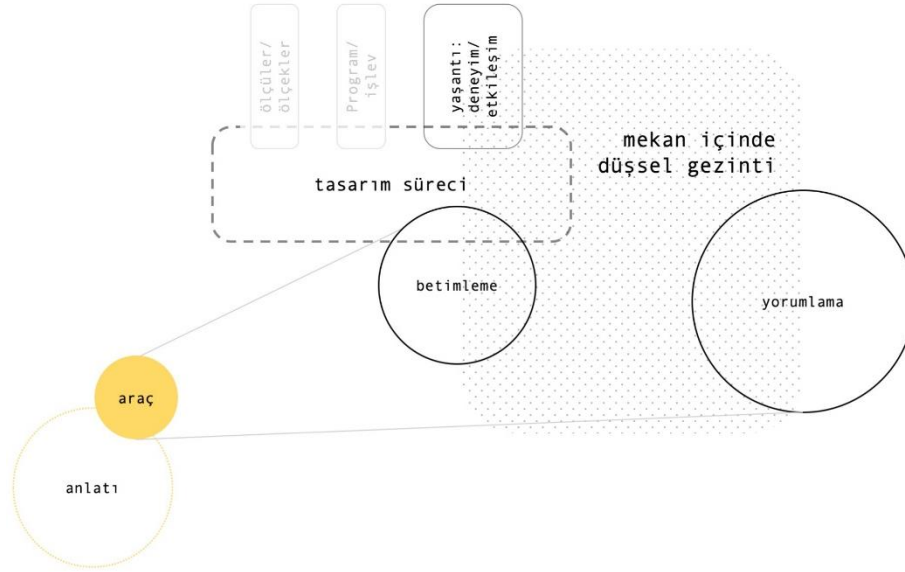 ölçüler/
ölçekler
Program/
işlev
yaşantı:
deneyim/
etkileşim
mekan içinde
düşsel gezinti
tasarım süreci
betimleme
yorumlama
araç
anlatı